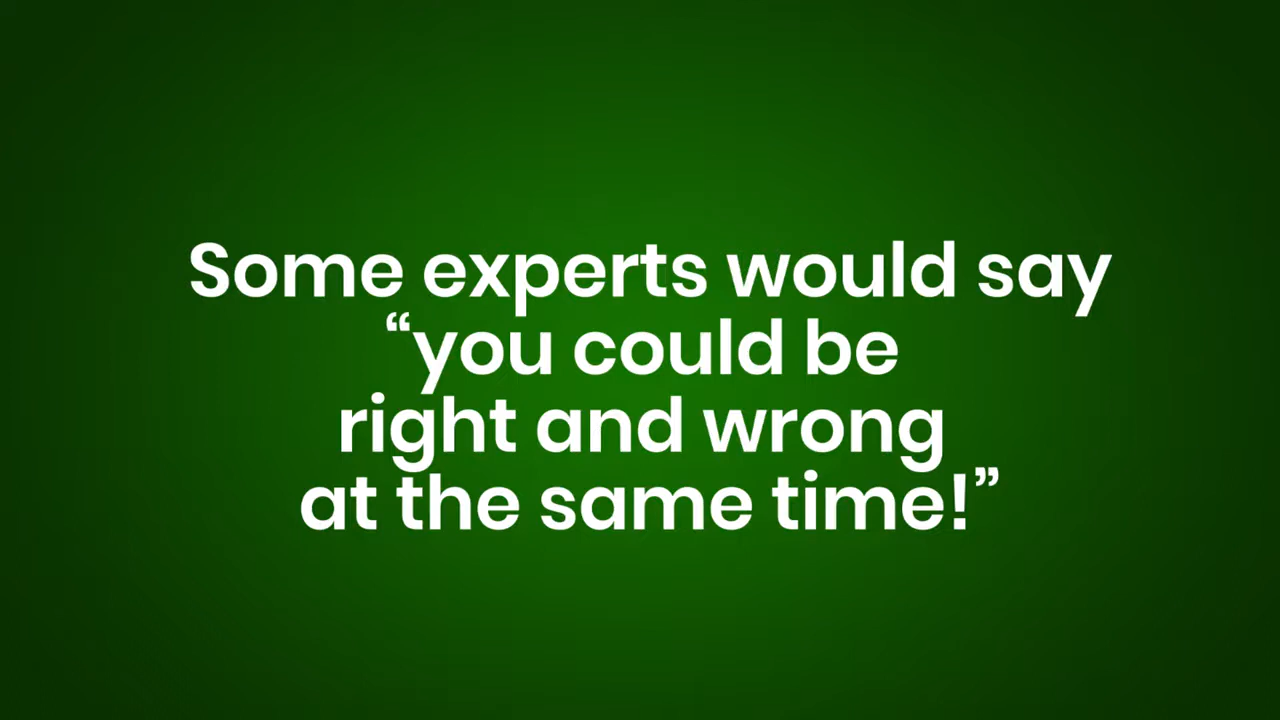 Some experts would say
“you could be
right and wrong
at the same time!”